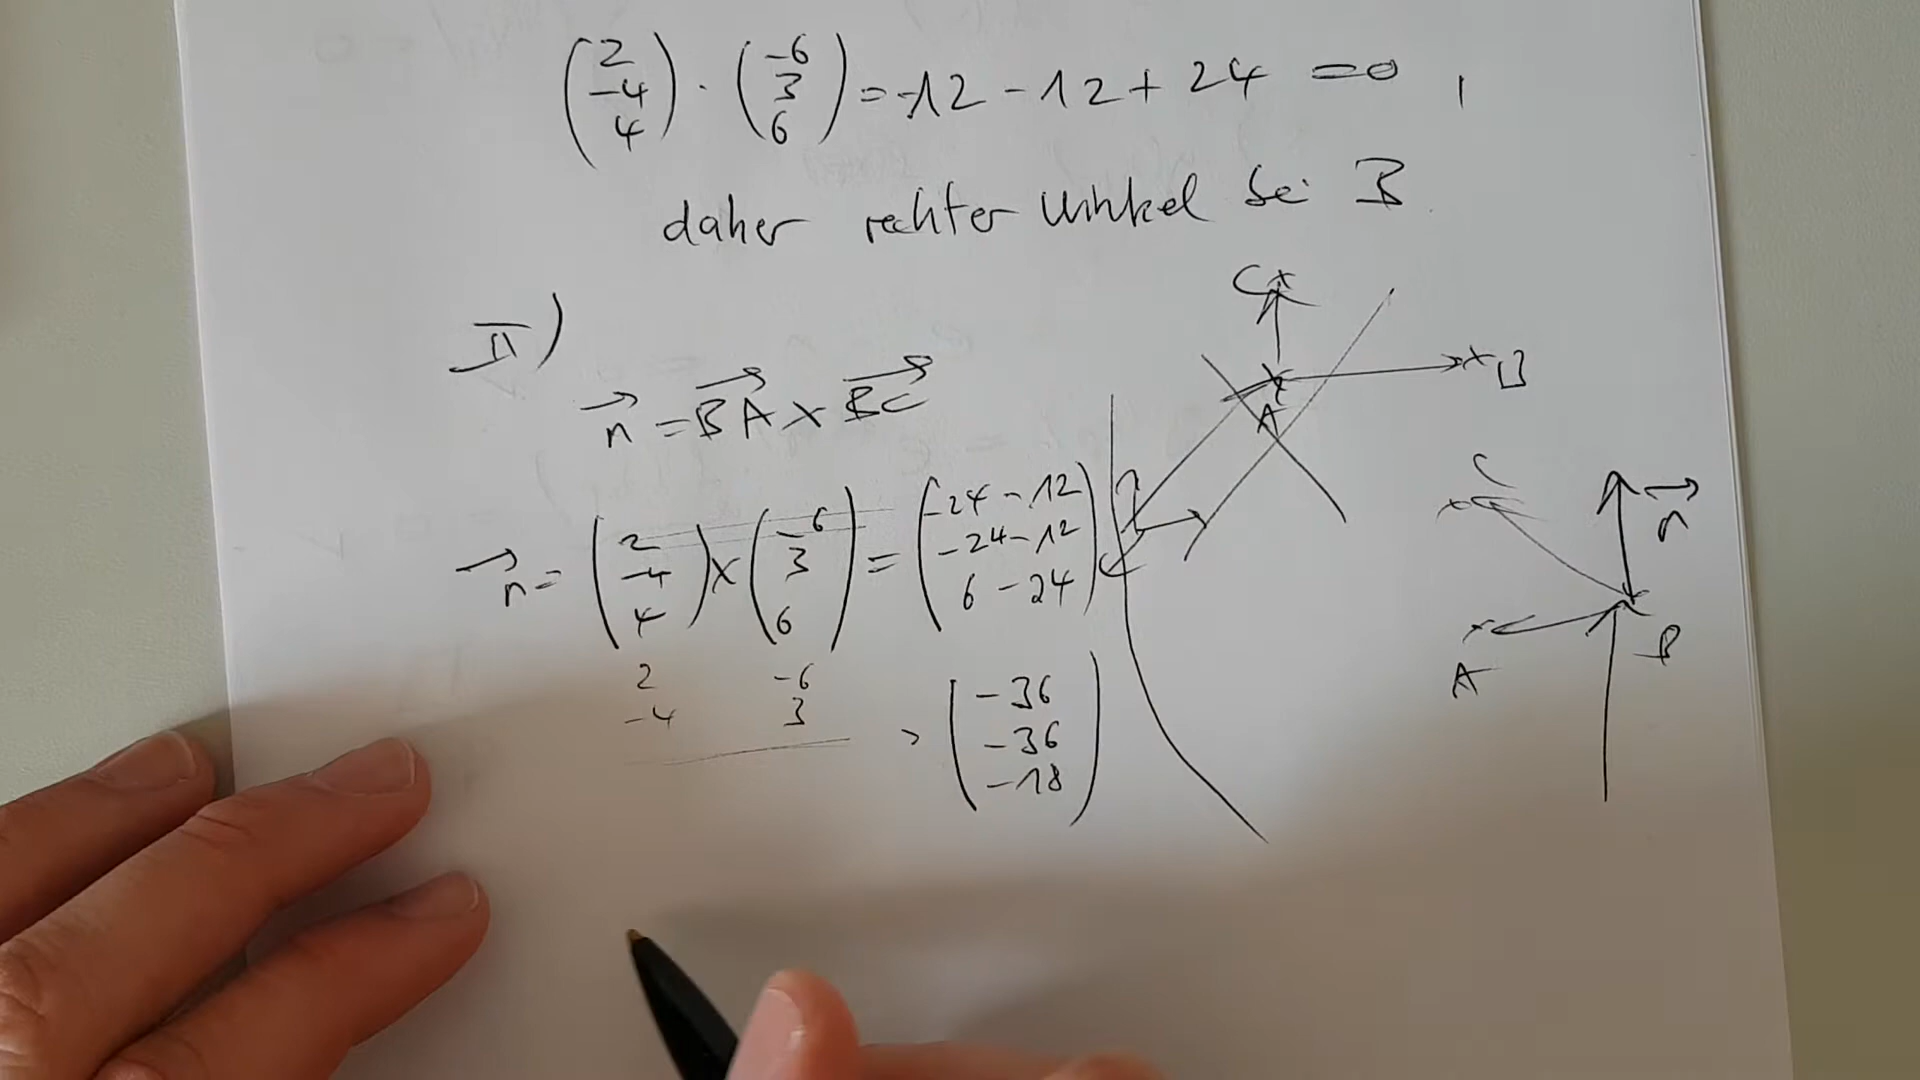 (2 -4 4) · (-6 3 6) = -12 - 12 + 24 = 0 ,
daher rechter Winkel bei B
II)
n = BA x BC
n = (2 -4 4) x (-6 3 6) = (-24 - 12 -24 - 12 6 - 24)
2 -6
-4 3
(-36 -36 -18)
C
A
B
C
n
A
B